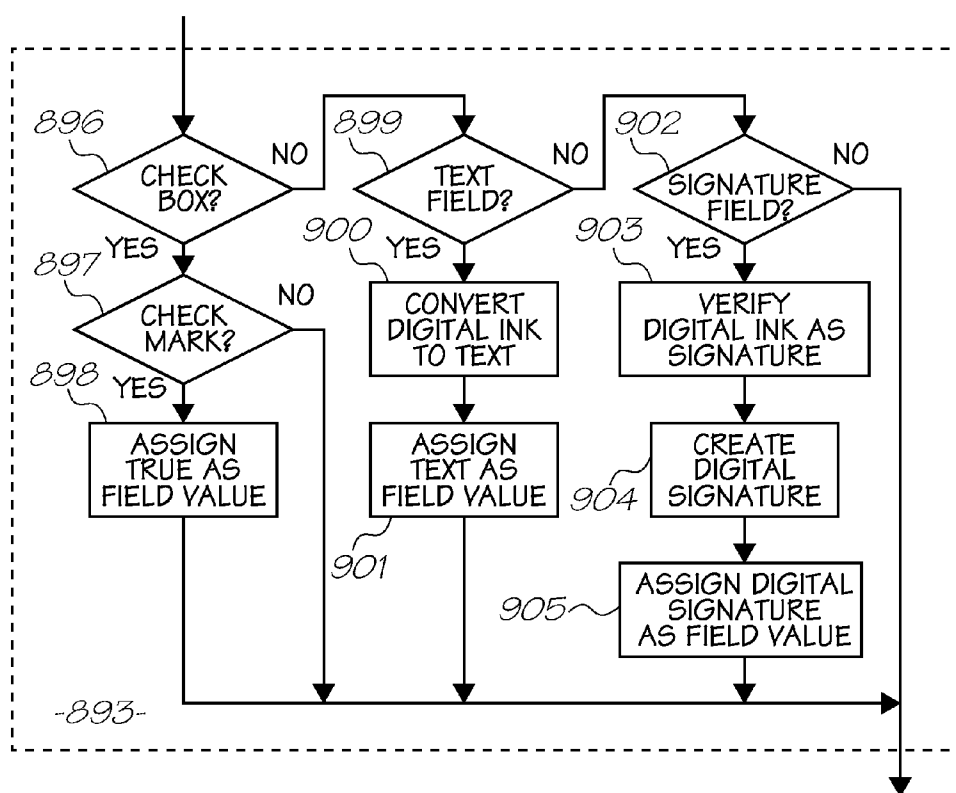 896
CHECK
BOX?
NO
YES
897
CHECK
MARK?
NO
YES
898
ASSIGN
TRUE AS
FIELD VALUE
899
TEXT
FIELD?
NO
YES
900
CONVERT
DIGITAL INK
TO TEXT
ASSIGN
TEXT AS
FIELD VALUE
901
902
SIGNATURE
FIELD?
NO
YES
903
VERIFY
DIGITAL INK AS
SIGNATURE
CREATE
DIGITAL
SIGNATURE
904
ASSIGN DIGITAL
SIGNATURE
AS FIELD VALUE
905
-893-